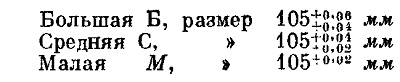 Большая Б, размер 105+0,06+0,04 мм
Средняя С, » 105+0,04+0,02 мм
Малая М, » 105+0,02 мм